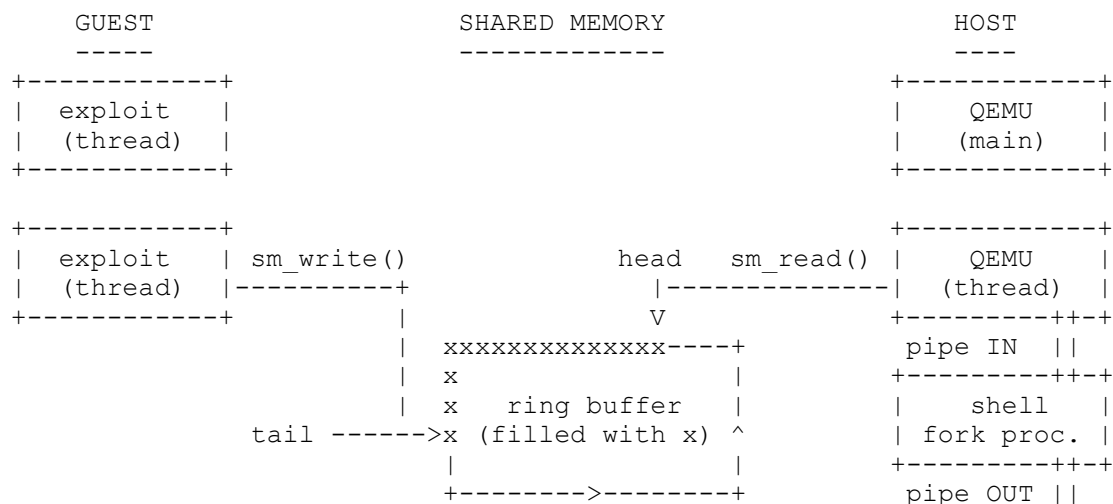 GUEST SHARED MEMORY HOST
----- ------------- ----
+------------+ +------------+
| exploit | | QEMU |
| (thread) | | (main) |
+------------+ +------------+
+------------+ +------------+
| exploit | sm_write() head sm_read() | QEMU |
| (thread) |----------+ |--------------| (thread) |
+------------+ | V +---------++-+
| xxxxxxxxxxxxxx----+ pipe IN ||
| x | +---------++-+
| x ring buffer | | shell |
tail ------>x (filled with x) ^ | fork proc. |
| | +---------++-+
+-------->--------+ pipe OUT ||